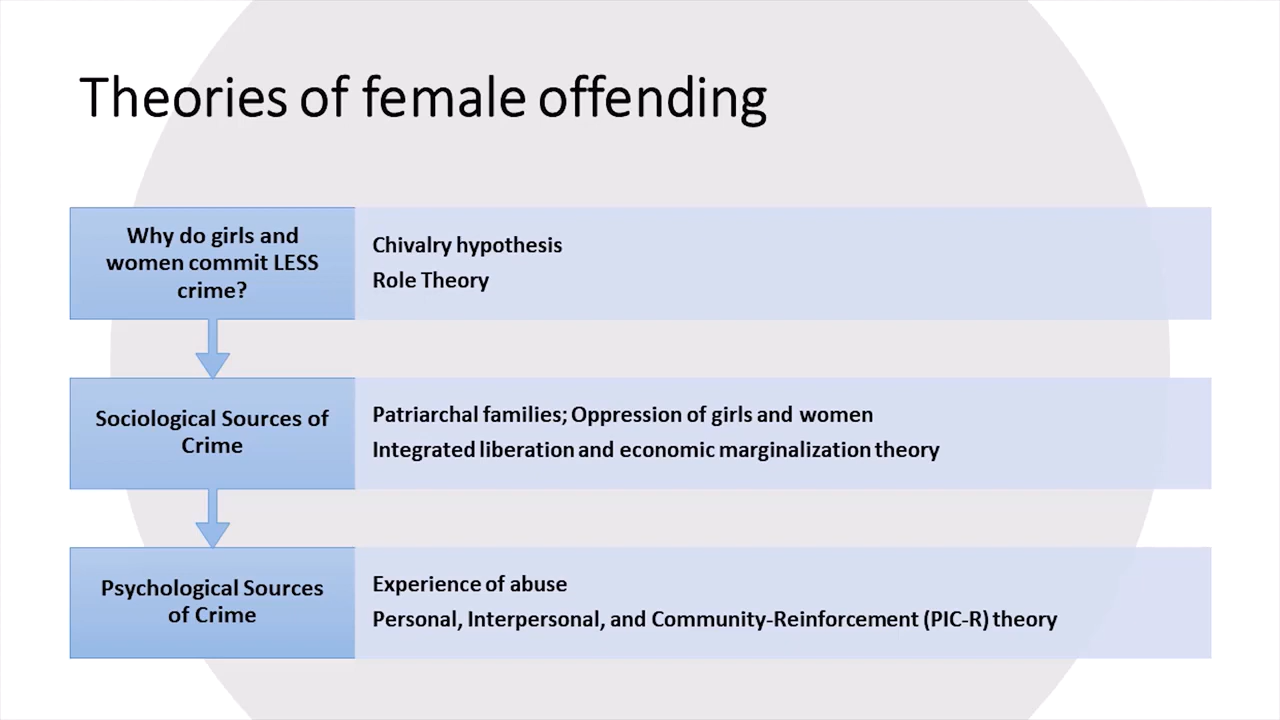 Theories of female offending
Why do girls and
women commit LESS
crime?
Chivalry hypothesis
Role Theory
Sociological Sources of
Crime
Patriarchal families; Oppression of girls and women
Integrated liberation and economic marginalization theory
Psychological Sources
of Crime
Experience of abuse
Personal, Interpersonal, and Community-Reinforcement (PIC-R) theory